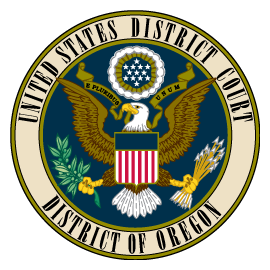 UNITED STATES DISTRICT COURT
E PLURIBUS UNUM
DISTRICT OF OREGON